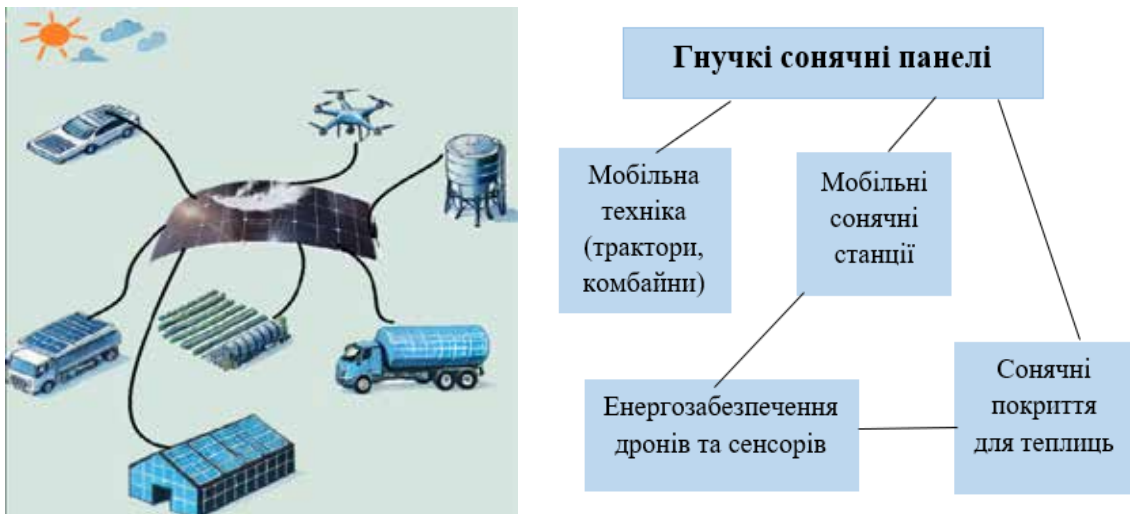 Гнучкі сонячні панелі
Мобільна
техніка
(трактори,
комбайни)
Мобільні
сонячні
станції
Енергозабезпечення
дронів та сенсорів
Сонячні
покриття
для теплиць